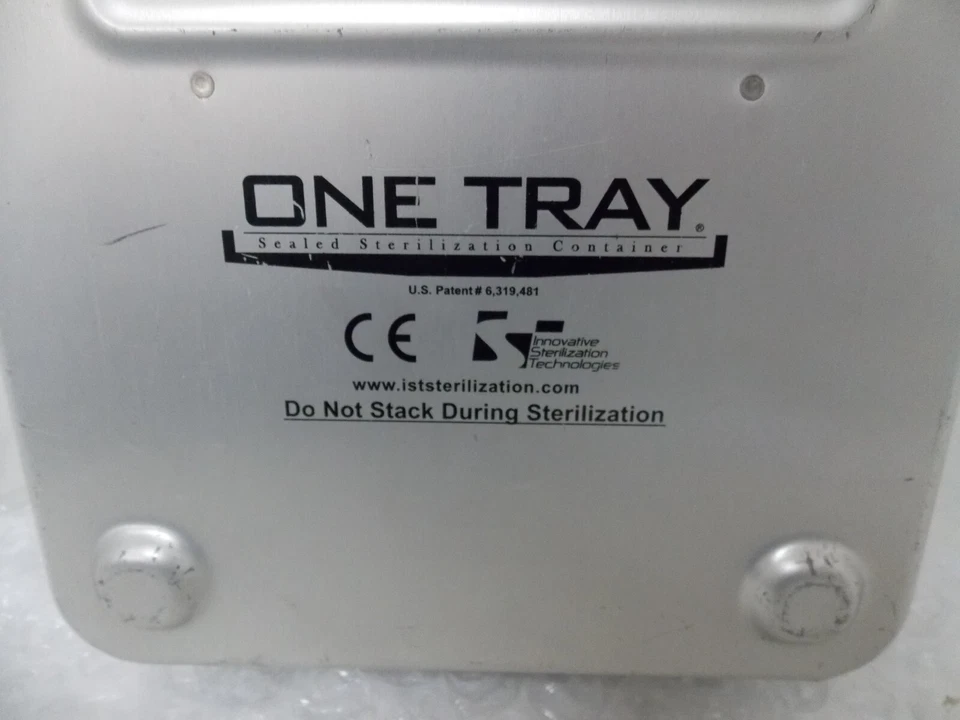 ONE TRAY®
Sealed Sterilization Container
U.S. Patent # 6,319,481
CE
Innovative
Sterilization
Technologies
www.iststerilization.com
Do Not Stack During Sterilization